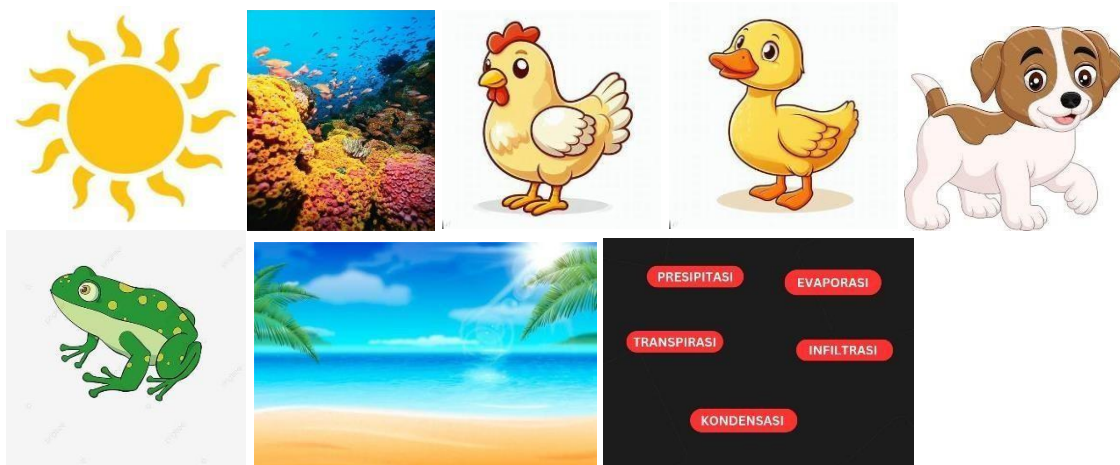 PRESIPITASI
EVAPORASI
TRANSPIRASI
INFILTRASI
KONDENSASI